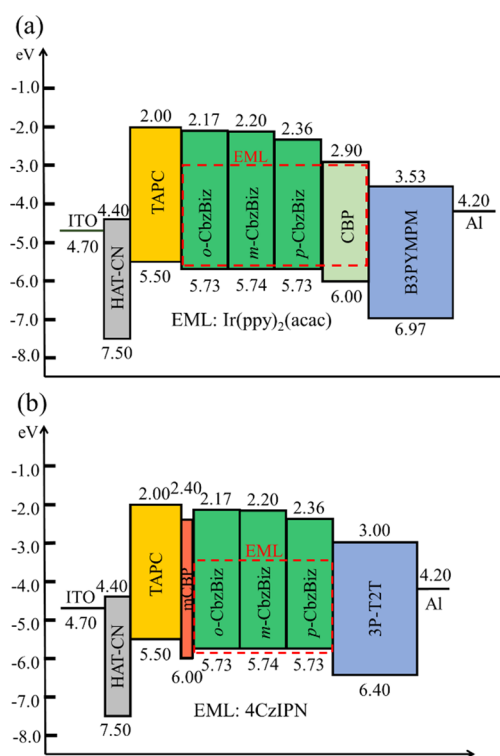 (a)
eV
-1.0
-2.0
-3.0
-4.0
-5.0
-6.0
-7.0
-8.0
2.00 2.17 2.20 2.36
EML
2.90
3.53
4.20
Al
ITO 4.40
4.70
HAT-CN
TAPC
o-CbzBiz
m-CbzBiz
p-CbzBiz
CBP
B3PYMPM
5.50
5.73 5.74 5.73
6.00
6.97
7.50
EML: Ir(ppy)2(acac)
(b)
eV
-1.0
-2.0
-3.0
-4.0
-5.0
-6.0
-7.0
-8.0
2.00 2.40 2.17 2.20 2.36
3.00
EML
4.20
Al
ITO 4.40
4.70
HAT-CN
TAPC
mCBP
o-CbzBiz
m-CbzBiz
p-CbzBiz
3P-T2T
5.50
5.73 5.74 5.73
6.00
6.40
7.50
EML: 4CzIPN